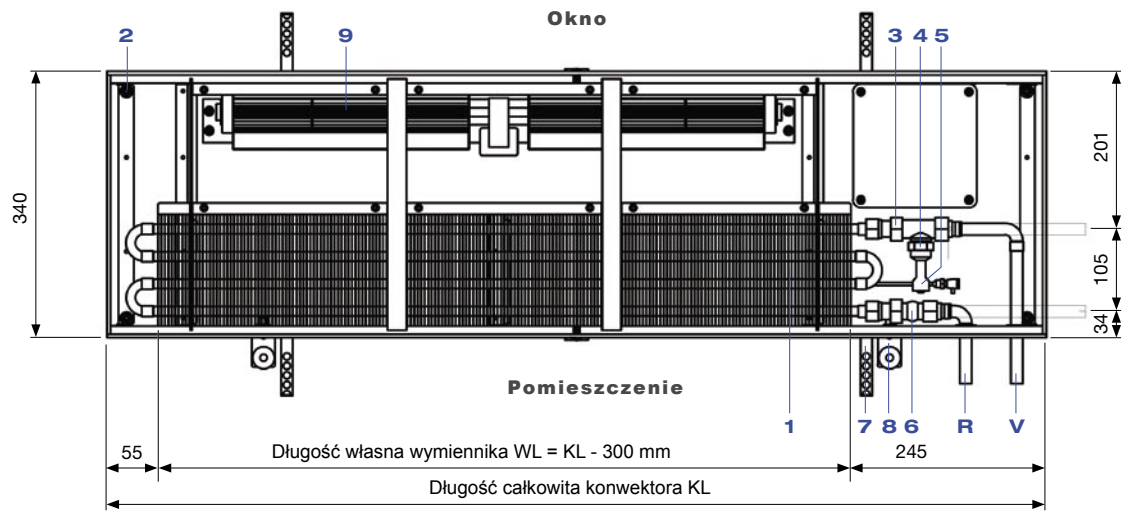 Okno
2
9
3
4
5
340
201
105
34
Pomieszczenie
1
7
8
6
R
V
55
Długość własna wymiennika WL = KL - 300 mm
245
Długość całkowita konwektora KL